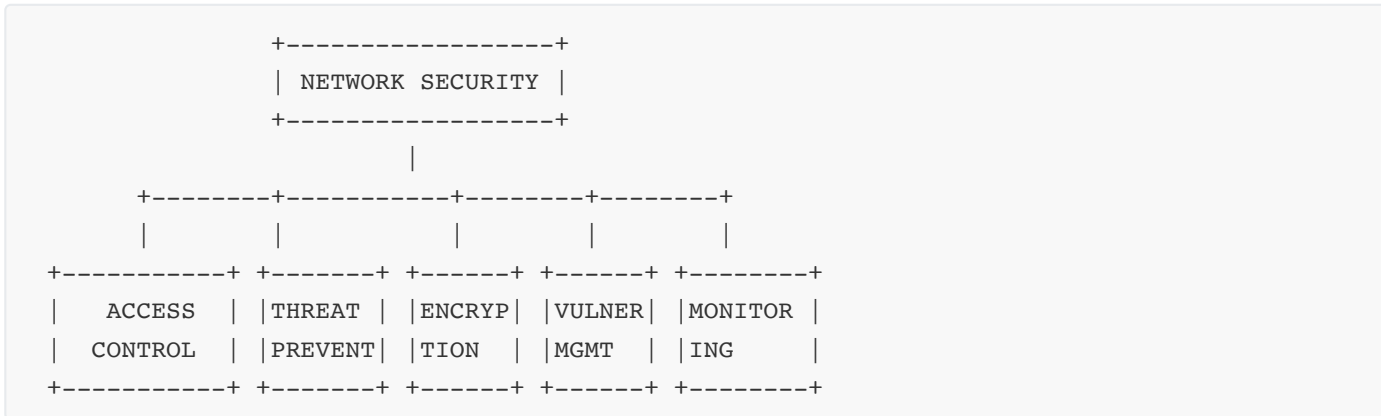 +------------------+
| NETWORK SECURITY |
+------------------+
|
+--------+-----------+--------+--------+
| | | | |
+-----------+ +-------+ +------+ +------+ +--------+
| ACCESS | |THREAT | |ENCRYP| |VULNER| |MONITOR |
| CONTROL | |PREVENT| |TION | |MGMT | |ING |
+-----------+ +-------+ +------+ +------+ +--------+